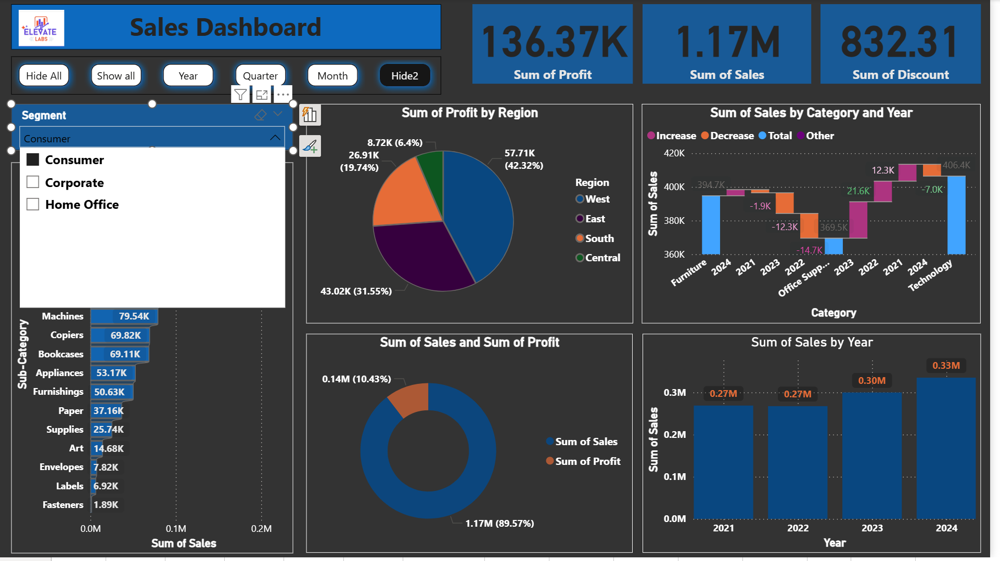 ELEVATE
LABS
Sales Dashboard
136.37K
Sum of Profit
1.17M
Sum of Sales
832.31
Sum of Discount
Hide All
Show all
Year
Quarter
Month
Hide2
Segment
Consumer
Consumer
Corporate
Home Office
Sub-Category
Machines 79.54K
Copiers 69.82K
Bookcases 69.11K
Appliances 53.17K
Furnishings 50.63K
Paper 37.16K
Supplies 25.74K
Art 14.68K
Envelopes 7.82K
Labels 6.92K
Fasteners 1.89K
0.0M 0.1M 0.2M
Sum of Sales
Sum of Profit by Region
8.72K (6.4%)
26.91K
(19.74%)
57.71K
(42.32%)
43.02K (31.55%)
Region
West
East
South
Central
Sum of Sales by Category and Year
Increase Decrease Total Other
Sum of Sales
420K
400K
380K
360K
394.7K
-1.9K
-12.3K
-14.7K
369.5K
21.6K
12.3K
-7.0K
406.4K
Furniture 2024 2021 2023 2022 Office Supp... 2023 2022 2021 2024 Technology
Category
Sum of Sales and Sum of Profit
0.14M (10.43%)
1.17M (89.57%)
Sum of Sales
Sum of Profit
Sum of Sales by Year
Sum of Sales
0.3M
0.2M
0.1M
0.0M
0.27M
0.27M
0.30M
0.33M
2021 2022 2023 2024
Year